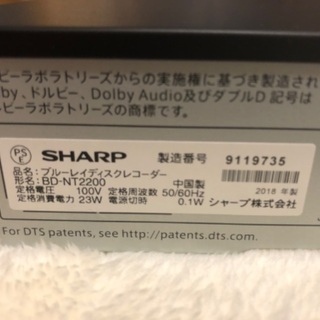 ビーラボラトリーズからの実施権に基づき製造され
by、ドルビー、Dolby Audio及びダブルD 記号は
ビーラボラトリーズの
PS E SHARP 製造番号 9119735
品名：ブルーレイディスクレコーダー
形名：BD-NT2200 中国製
定格電圧 100V 定格周波数 50/60Hz 2018 年製
定格消費電力 23W 電源切時 0.1W シャープ株式会社
For DTS patents, see http://patents.dts.com.